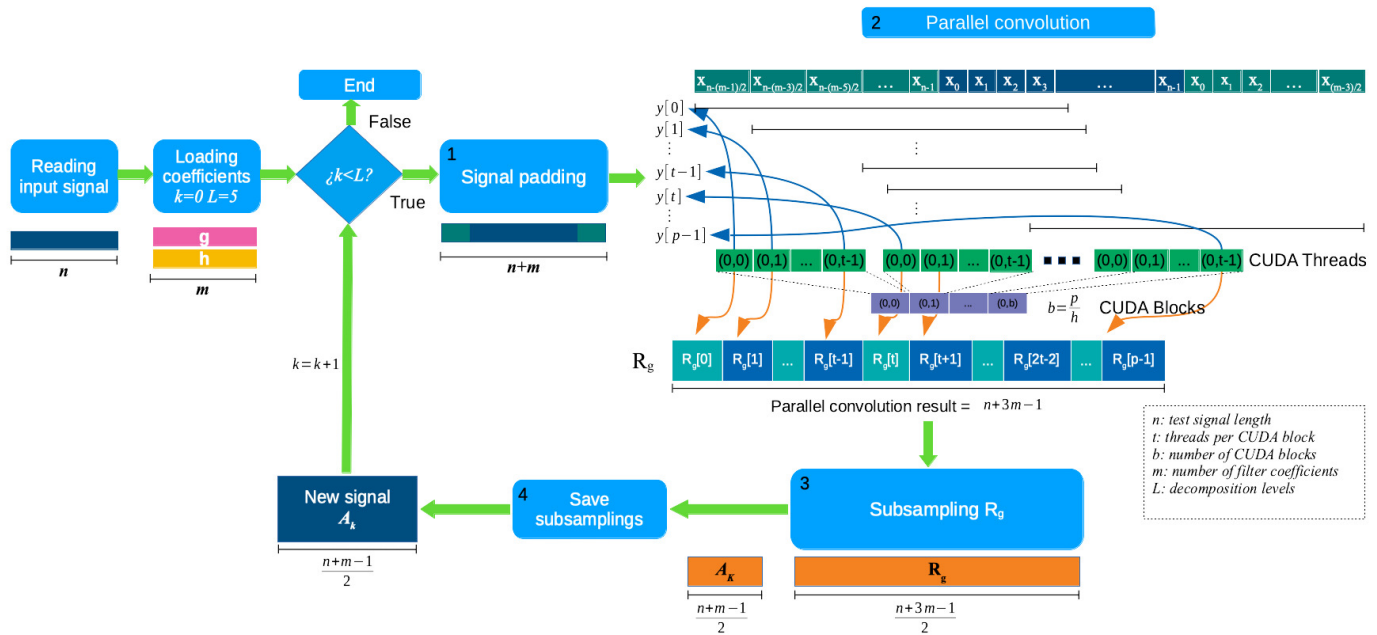 2 Parallel convolution
x_{n-(m-1)/2} x_{n-(m-3)/2} x_{n-(m-5)/2} ... x_{n-1} x_0 x_1 x_2 x_3 ... x_{n-1} x_0 x_1 x_2 ... x_{(m-3)/2}
End
False
Reading
input signal
n
Loading
coefficients
k=0 L=5
g
h
m
¿k<L?
True
1
Signal padding
n+m
y[0]
y[1]
⋮
⋮
y[t−1]
y[t]
⋮
⋮
y[p−1]
(0,0) (0,1) ... (0,t-1) (0,0) (0,1) ... (0,t-1) ■ ■ ■ (0,0) (0,1) ... (0,t-1) CUDA Threads
(0,0) (0,1) ... (0,b) b=p/h CUDA Blocks
R_g R_g[0] R_g[1] ... R_g[t-1] R_g[t] R_g[t+1] ... R_g[2t-2] ... R_g[p-1]
Parallel convolution result = n+3m−1
k=k+1
n: test signal length
t: threads per CUDA block
b: number of CUDA blocks
m: number of filter coefficients
L: decomposition levels
3
Subsampling R_g
R_g
(n+3m−1)/2
4 Save
subsamplings
A_K
(n+m−1)/2
New signal
A_k
(n+m−1)/2